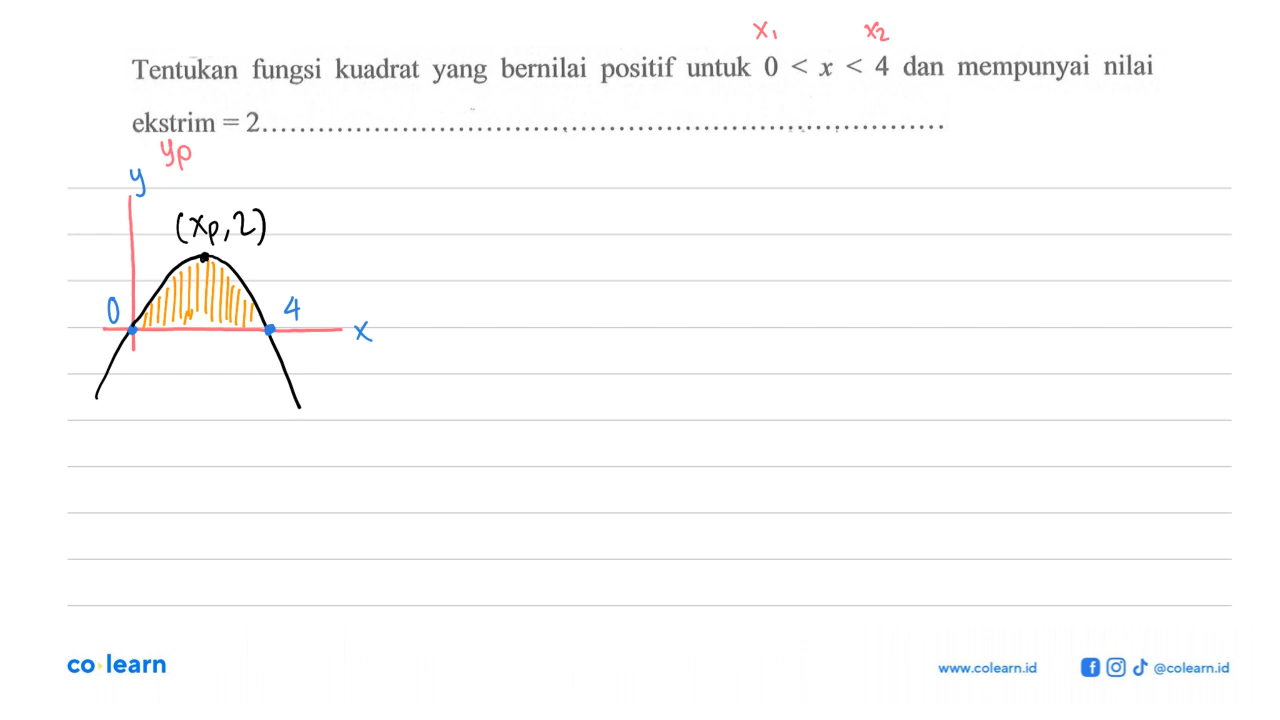 x₁ x₂
Tentukan fungsi kuadrat yang bernilai positif untuk 0 < x < 4 dan mempunyai nilai
ekstrim = 2..........................................................................
yp
y
(xp, 2)
0 4
x
co learn
www.colearn.id @colearn.id